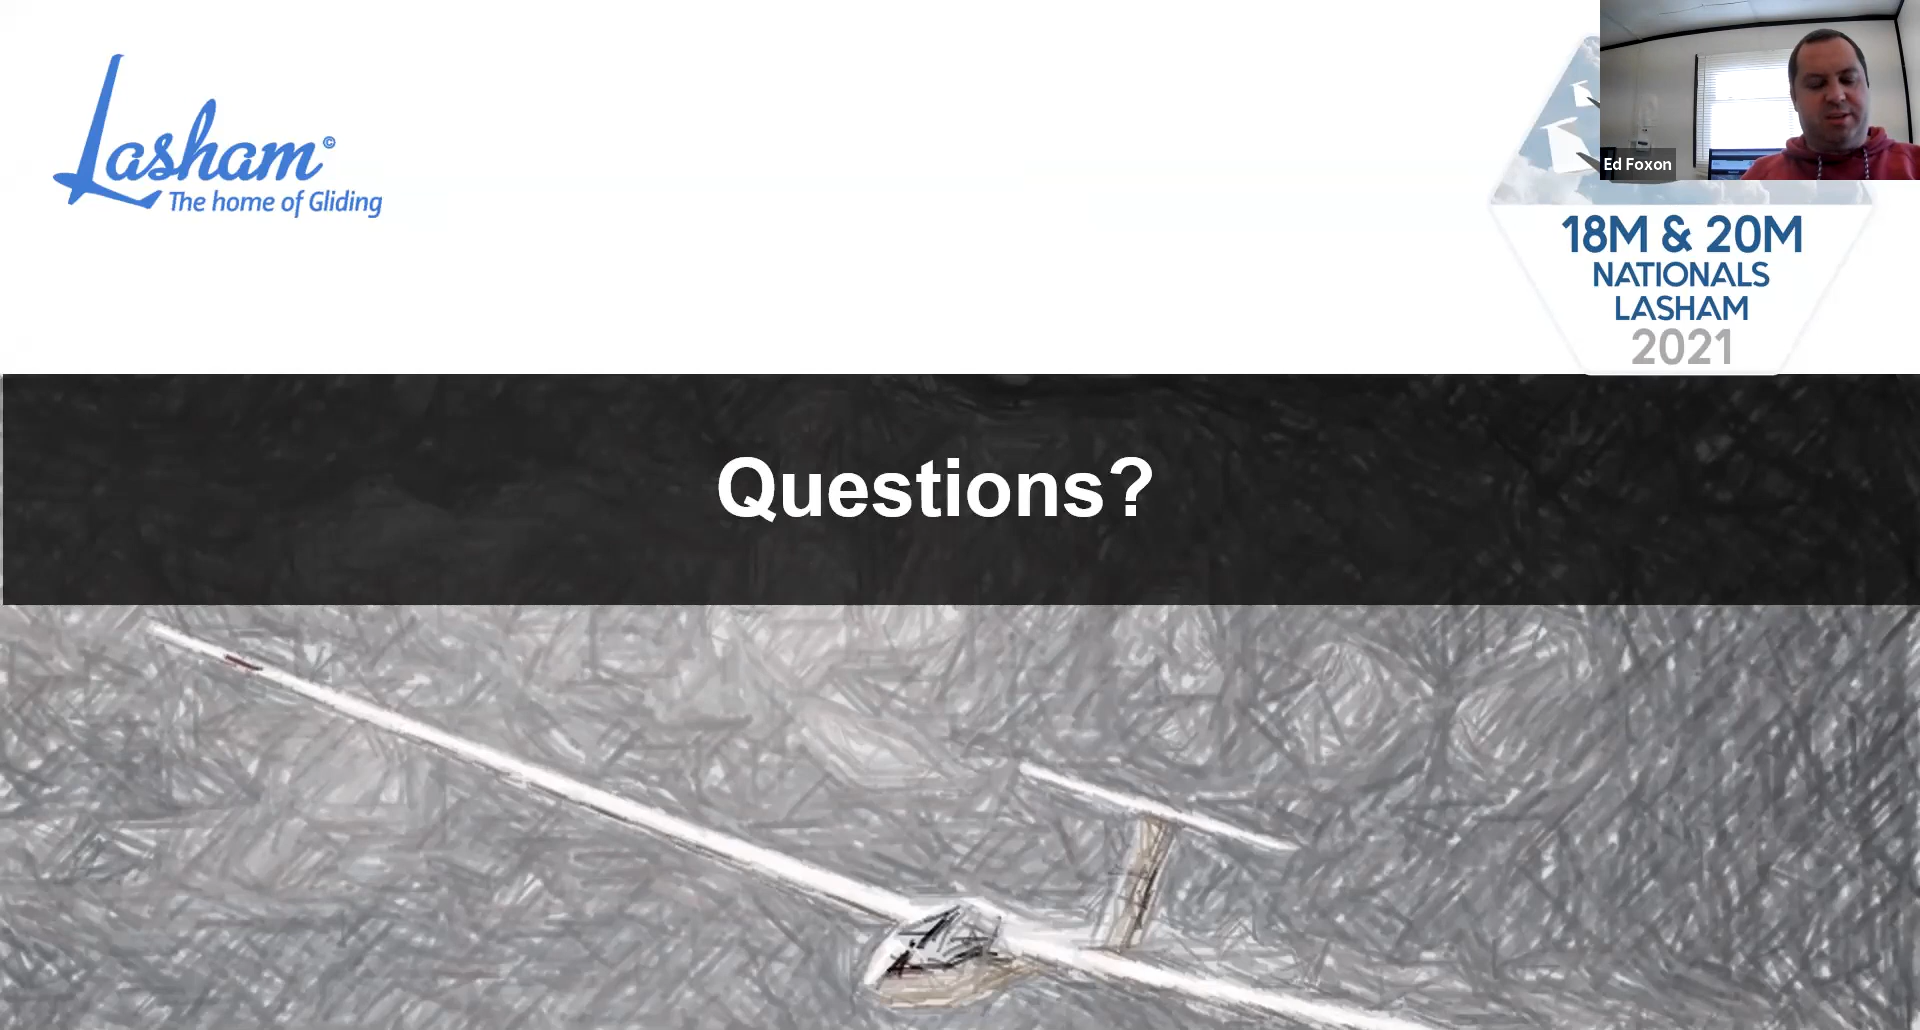 Lasham©
The home of Gliding
Ed Foxon
18M & 20M
NATIONALS
LASHAM
2021
Questions?